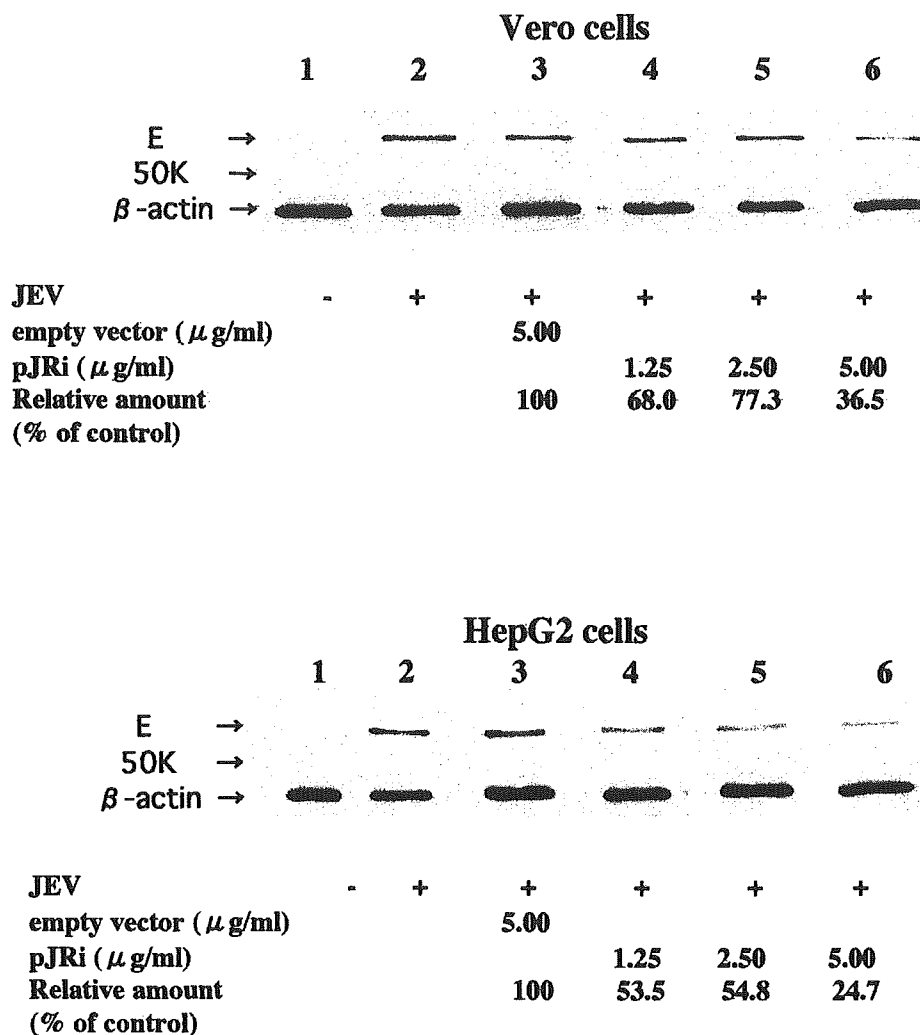 Vero cells
1 2 3 4 5 6
E →
50K →
β-actin →
JEV - + + + + +
empty vector (μg/ml) 5.00
pJRi (μg/ml) 1.25 2.50 5.00
Relative amount 100 68.0 77.3 36.5
(% of control)
HepG2 cells
1 2 3 4 5 6
E →
50K →
β-actin →
JEV - + + + + +
empty vector (μg/ml) 5.00
pJRi (μg/ml) 1.25 2.50 5.00
Relative amount 100 53.5 54.8 24.7
(% of control)